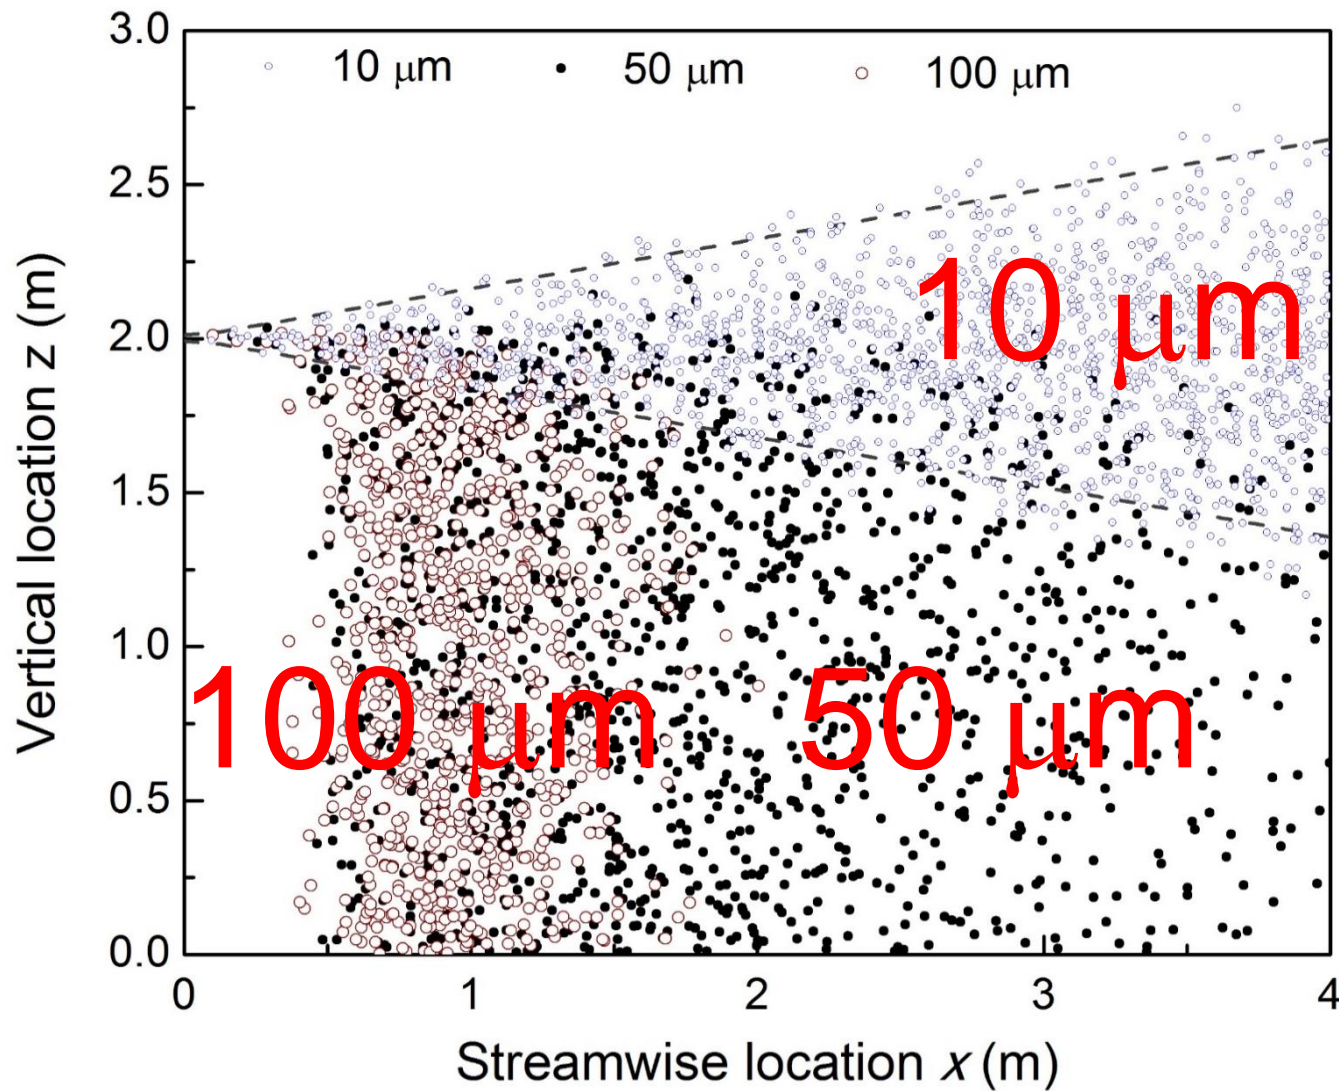 3.0
10 μm 50 μm 100 μm
2.5
10 μm
2.0
Vertical location z (m)
1.5
1.0
100 μm 50 μm
0.5
0.0
0 1 2 3 4
Streamwise location x (m)